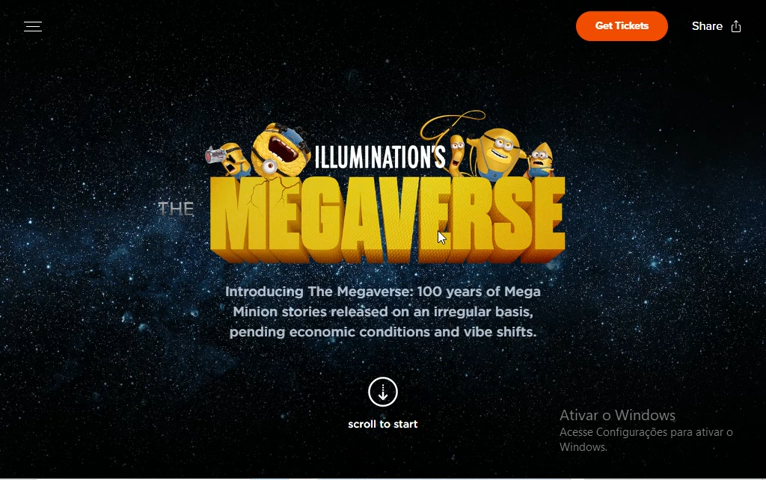 Get Tickets
Share
ILLUMINATION'S
THE
MEGAVERSE
Introducing The Megaverse: 100 years of Mega
Minion stories released on an irregular basis,
pending economic conditions and vibe shifts.
scroll to start
Ativar o Windows
Acesse Configurações para ativar o
Windows.